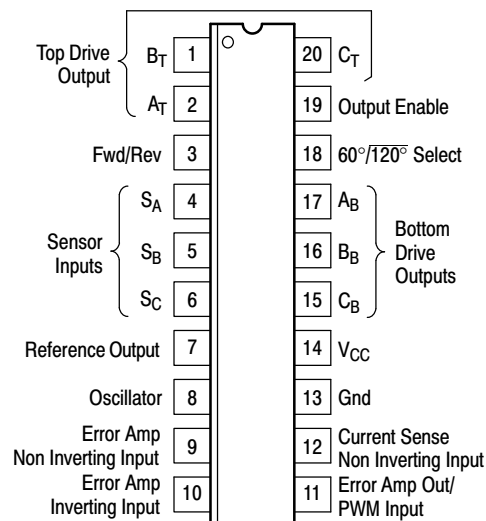 Top Drive
Output
B_T 1
A_T 2
Fwd/Rev 3
Sensor
Inputs
S_A 4
S_B 5
S_C 6
Reference Output 7
Oscillator 8
Error Amp
Non Inverting Input 9
Error Amp
Inverting Input 10
20 C_T
19 Output Enable
18 60°/120° Select
17 A_B
16 B_B
15 C_B
Bottom
Drive
Outputs
14 V_CC
13 Gnd
12 Current Sense
Non Inverting Input
11 Error Amp Out/
PWM Input